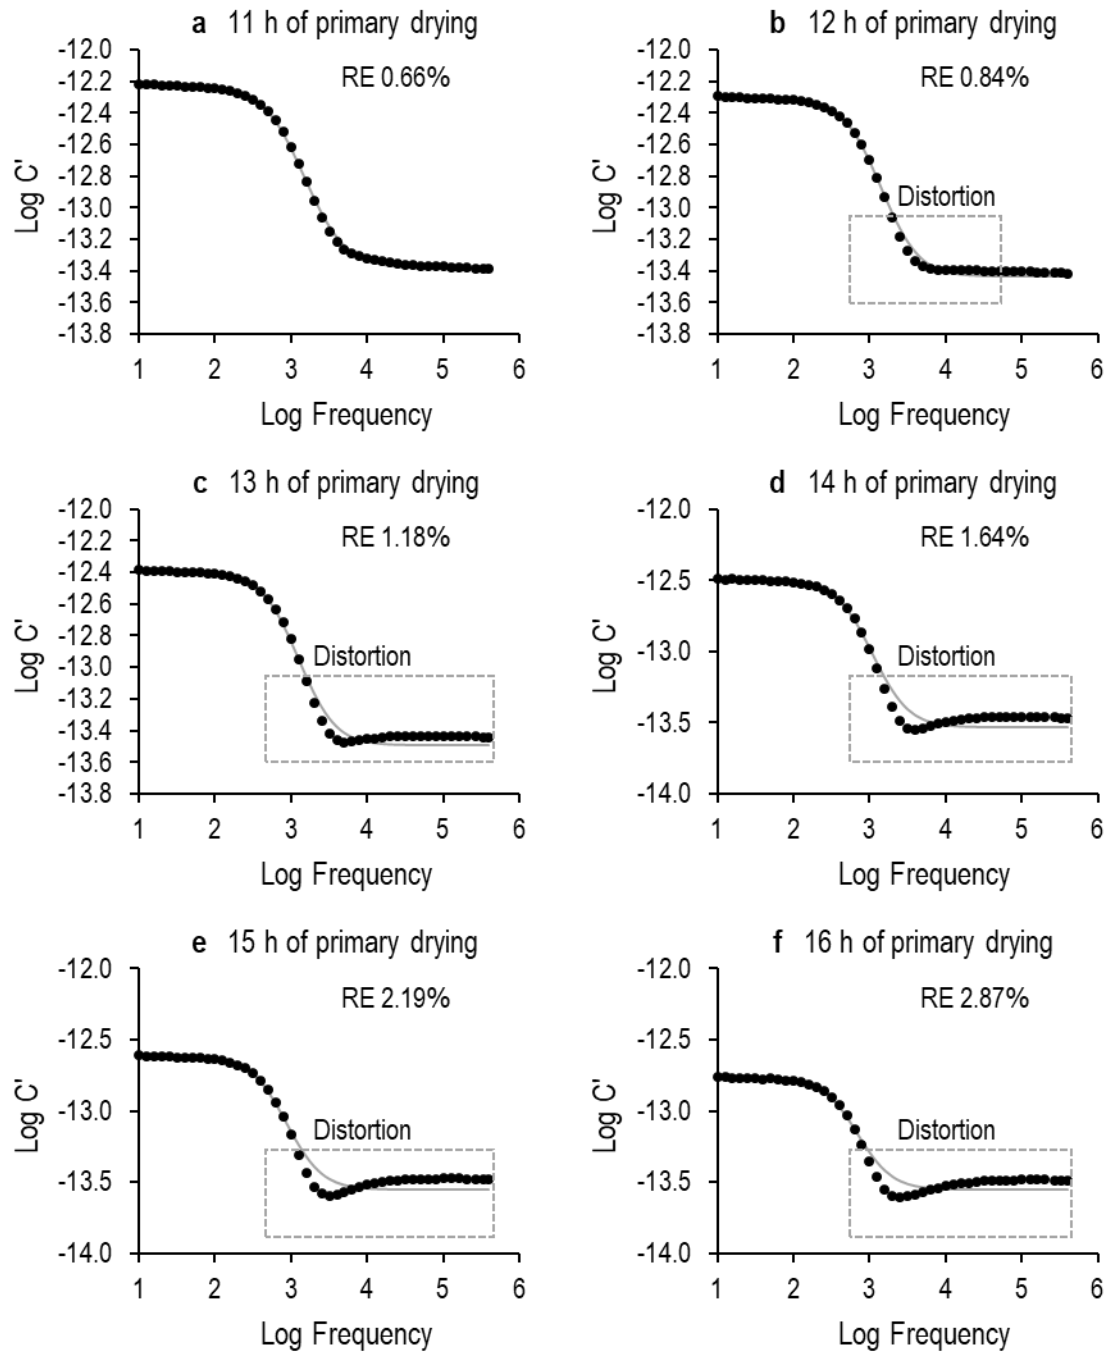 a 11 h of primary drying
RE 0.66%
-12.0
-12.2
-12.4
-12.6
-12.8
-13.0
-13.2
-13.4
-13.6
-13.8
Log C'
1 2 3 4 5 6
Log Frequency
b 12 h of primary drying
RE 0.84%
-12.0
-12.2
-12.4
-12.6
-12.8
-13.0
-13.2
-13.4
-13.6
-13.8
Log C'
Distortion
1 2 3 4 5 6
Log Frequency
c 13 h of primary drying
RE 1.18%
-12.0
-12.2
-12.4
-12.6
-12.8
-13.0
-13.2
-13.4
-13.6
-13.8
Log C'
Distortion
1 2 3 4 5 6
Log Frequency
d 14 h of primary drying
RE 1.64%
-12.0
-12.5
-13.0
-13.5
-14.0
Log C'
Distortion
1 2 3 4 5 6
Log Frequency
e 15 h of primary drying
RE 2.19%
-12.0
-12.5
-13.0
-13.5
-14.0
Log C'
Distortion
1 2 3 4 5 6
Log Frequency
f 16 h of primary drying
RE 2.87%
-12.0
-12.5
-13.0
-13.5
-14.0
Log C'
Distortion
1 2 3 4 5 6
Log Frequency